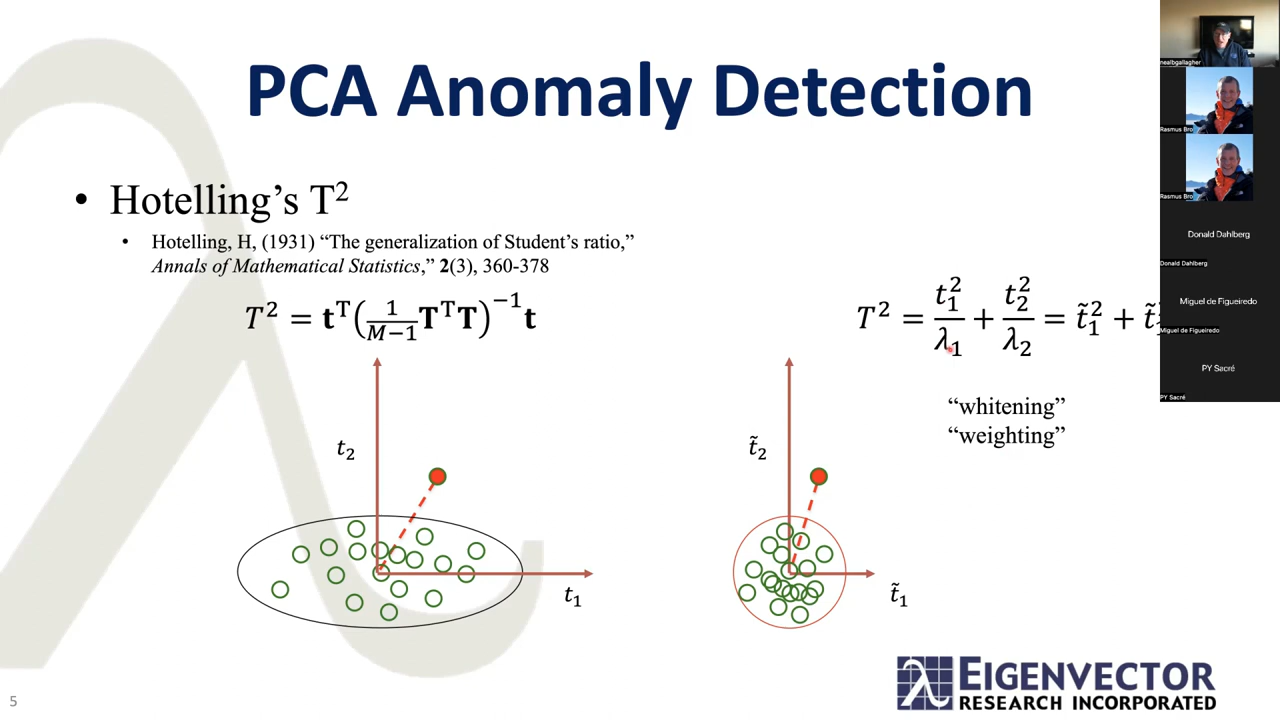 PCA Anomaly Detection
• Hotelling’s T²
• Hotelling, H, (1931) “The generalization of Student’s ratio,”
Annals of Mathematical Statistics,” 2(3), 360-378
T² = tᵀ(1/(M−1) TᵀT)⁻¹t
T² = t₁²/λ₁ + t₂²/λ₂ = t̃₁² + t̃
“whitening”
“weighting”
t₂
t₁
t̃₂
t̃₁
5
EIGENVECTOR
RESEARCH INCORPORATED
nealbgallagher
Rasmus Bro
Rasmus Bro
Donald Dahlberg
Donald Dahlberg
Miguel de Figueiredo
Miguel de Figueiredo
PY Sacré
PY Sacré